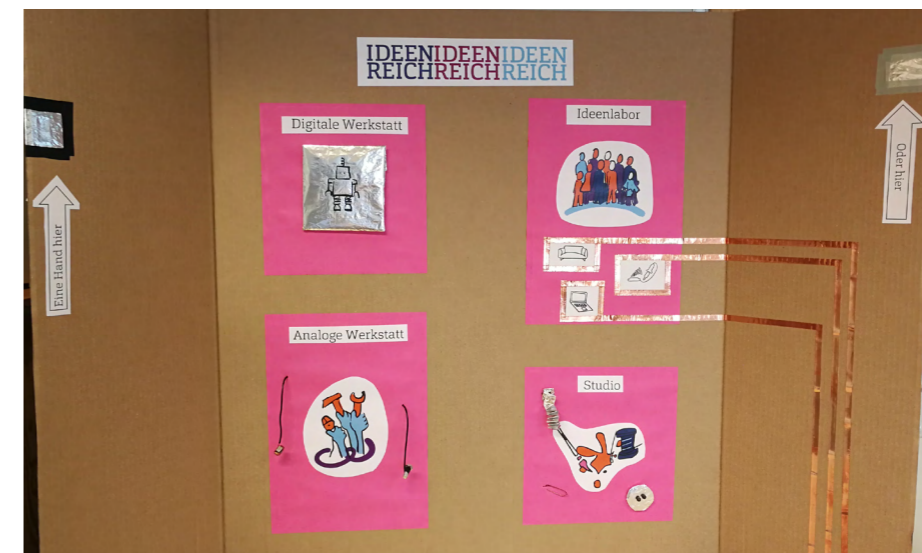 IDEENIDEENIDEEN
REICHREICHREICH
Digitale Werkstatt
Ideenlabor
Eine Hand hier
Oder hier
Analoge Werkstatt
Studio